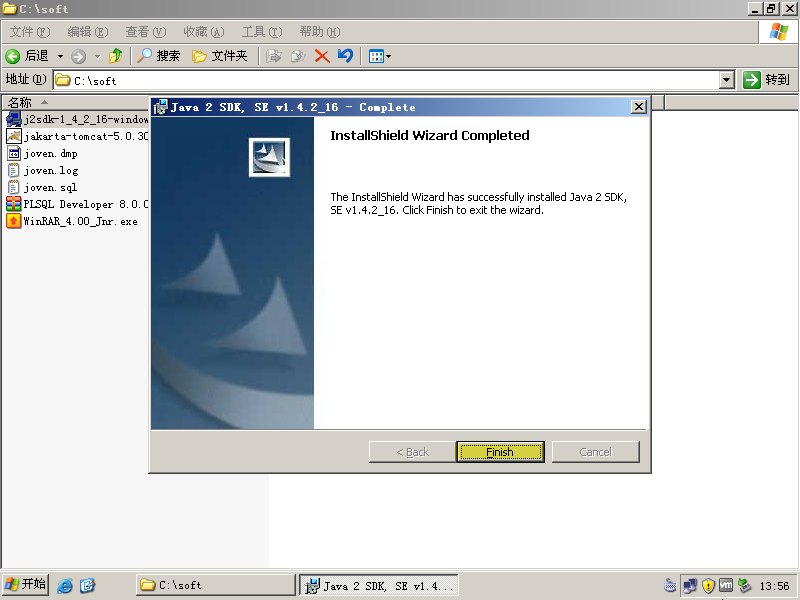 C:\soft
文件(F) 编辑(E) 查看(V) 收藏(A) 工具(T) 帮助(H)
后退 搜索 文件夹
地址(D) C:\soft 转到
名称
j2sdk-1_4_2_16-window
jakarta-tomcat-5.0.30
joven.dmp
joven.log
joven.sql
PLSQL Developer 8.0.0
WinRAR_4.00_Jnr.exe
Java 2 SDK, SE v1.4.2_16 - Complete
InstallShield Wizard Completed
The InstallShield Wizard has successfully installed Java 2 SDK,
SE v1.4.2_16. Click Finish to exit the wizard.
< Back Finish Cancel
开始 C:\soft Java 2 SDK, SE v1.4... vm 13:56